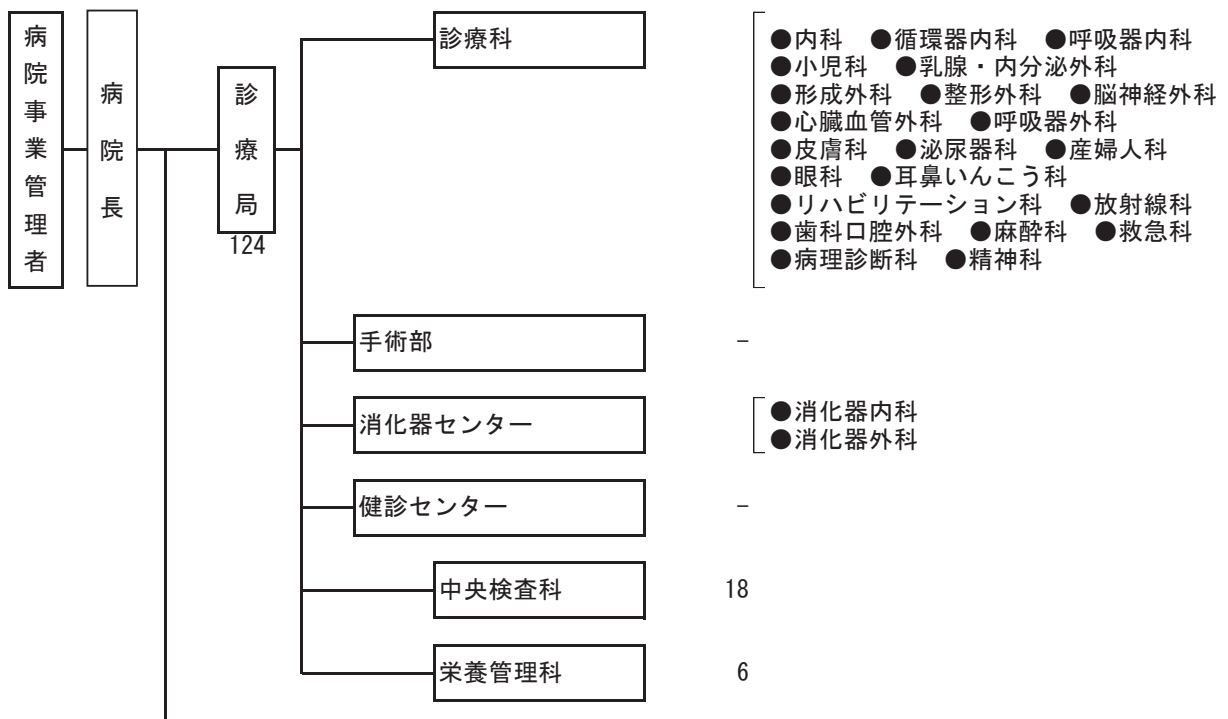 病院事業管理者
病院長
診療局
124
診療科
●内科　●循環器内科　●呼吸器内科
●小児科　●乳腺・内分泌外科
●形成外科　●整形外科　●脳神経外科
●心臓血管外科　●呼吸器外科
●皮膚科　●泌尿器科　●産婦人科
●眼科　●耳鼻いんこう科
●リハビリテーション科　●放射線科
●歯科口腔外科　●麻酔科　●救急科
●病理診断科　●精神科
手術部　－
消化器センター
●消化器内科
●消化器外科
健診センター　－
中央検査科　18
栄養管理科　6